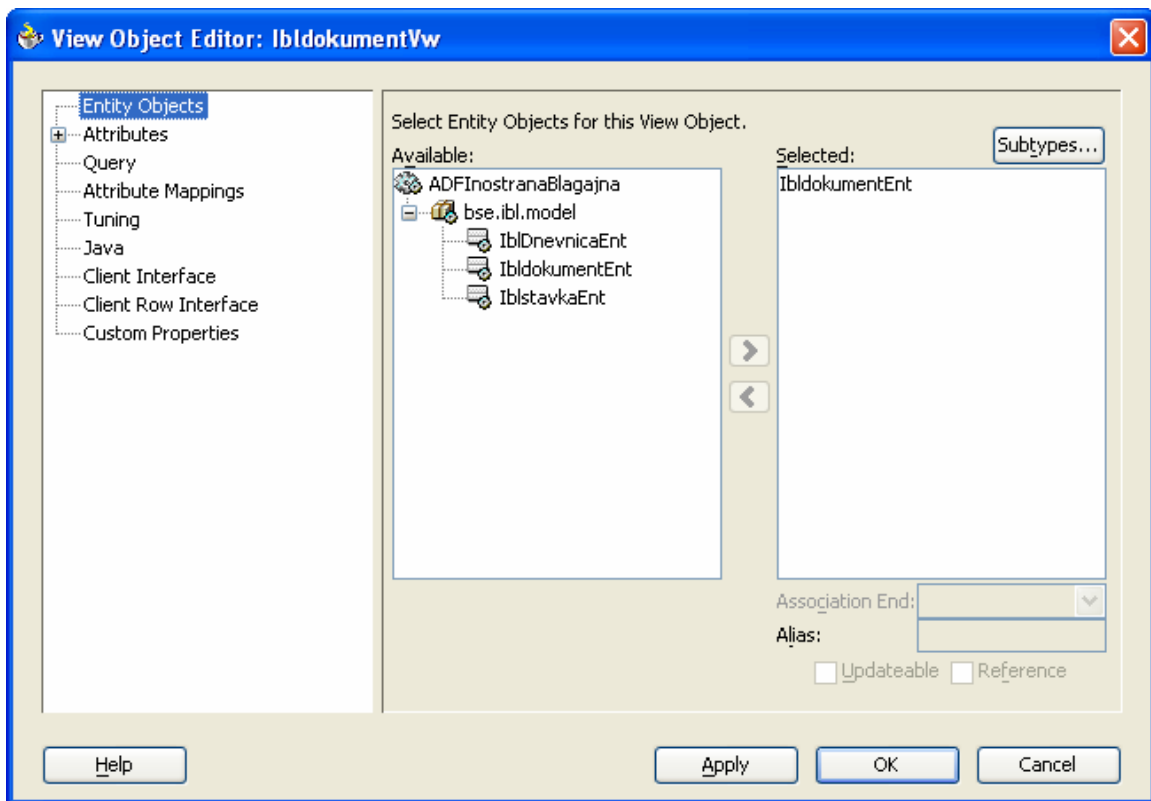 View Object Editor: IbldokumentVw
Entity Objects
Attributes
Query
Attribute Mappings
Tuning
Java
Client Interface
Client Row Interface
Custom Properties
Select Entity Objects for this View Object.
Subtypes...
Available:
Selected:
ADFInostranaBlagajna
bse.ibl.model
IblDnevnicaEnt
IbldokumentEnt
IblstavkaEnt
IbldokumentEnt
Association End:
Alias:
Updateable Reference
Help Apply OK Cancel